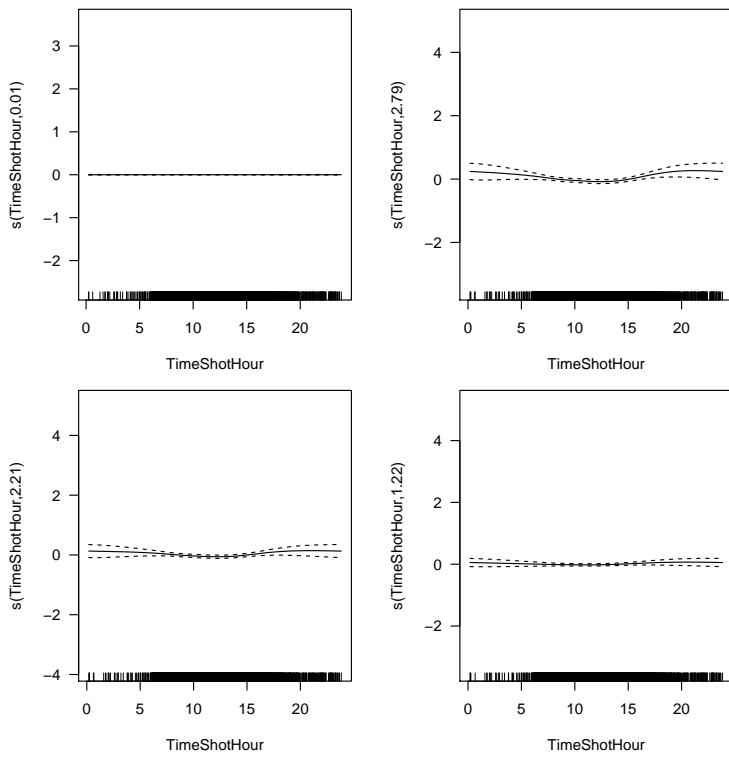 s(TimeShotHour,0.01)
3
2
1
0
−1
−2
0 5 10 15 20
TimeShotHour
s(TimeShotHour,2.79)
4
2
0
−2
0 5 10 15 20
TimeShotHour
s(TimeShotHour,2.21)
4
2
0
−2
−4
0 5 10 15 20
TimeShotHour
s(TimeShotHour,1.22)
4
2
0
−2
0 5 10 15 20
TimeShotHour